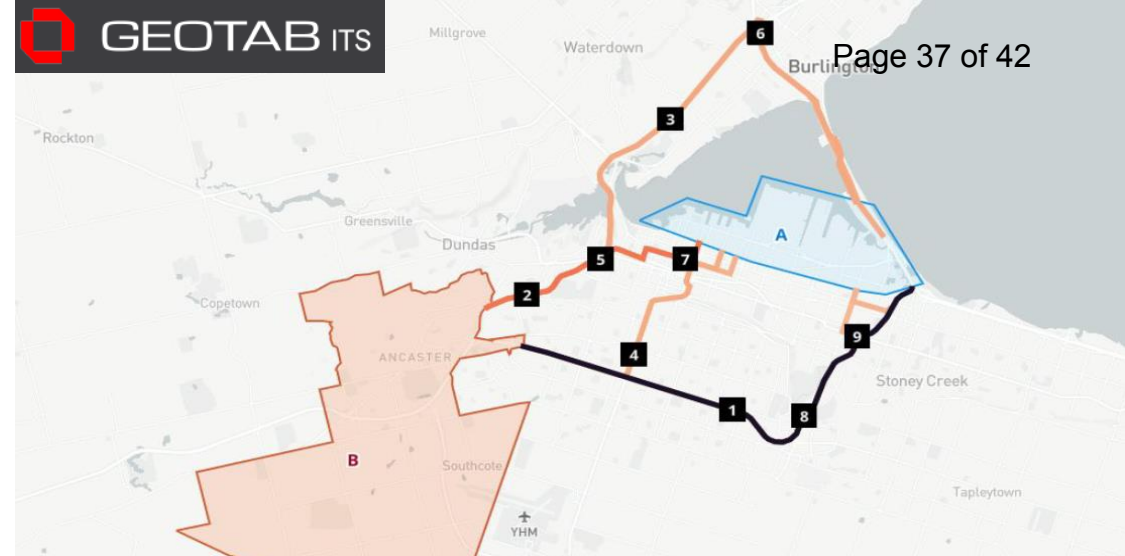 GEOTAB ITS
Millgrove
Waterdown
6
Burlington
Page 37 of 42
3
Rockton
Greensville
A
Dundas
5
7
2
Copetown
9
ANCASTER
4
Stoney Creek
1
8
B
Southcote
Tapleytown
YHM